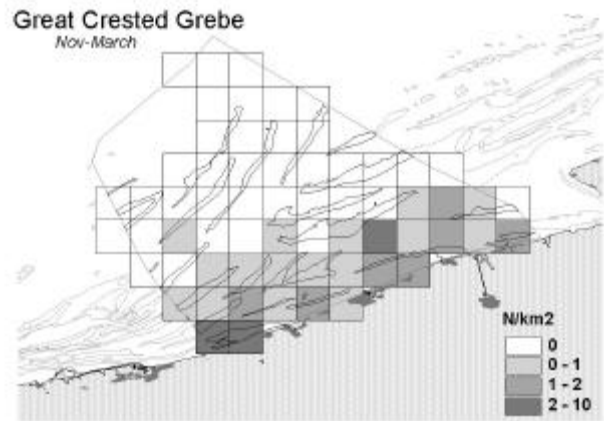 Great Crested Grebe
Nov-March
N/km2
0
0 - 1
1 - 2
2 - 10